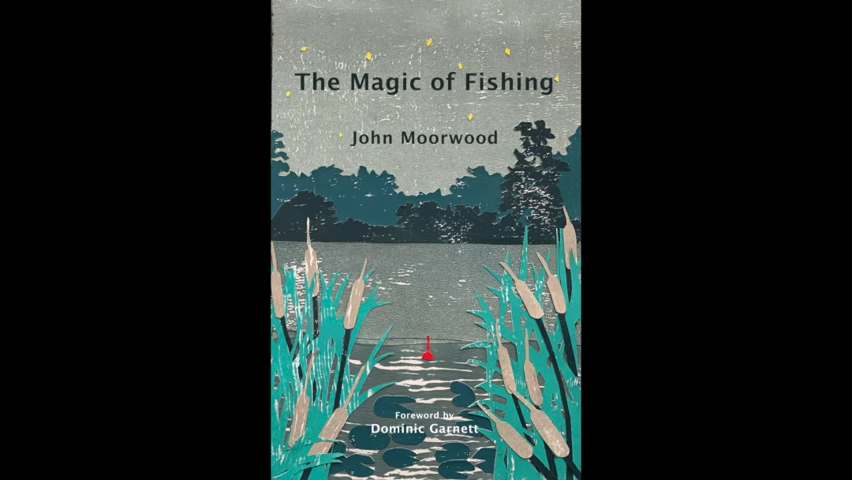 The Magic of Fishing
John Moorwood
Foreword by
Dominic Garnett